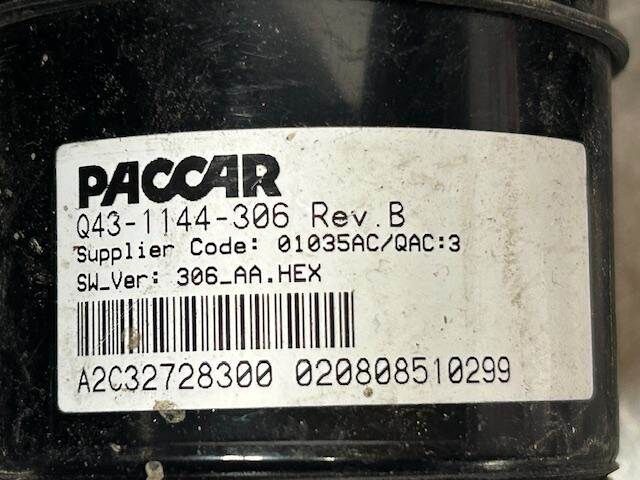 PACCAR
Q43-1144-306 Rev.B
Supplier Code: 01035AC/QAC:3
SW_Ver: 306_AA.HEX
A2C32728300 020808510299